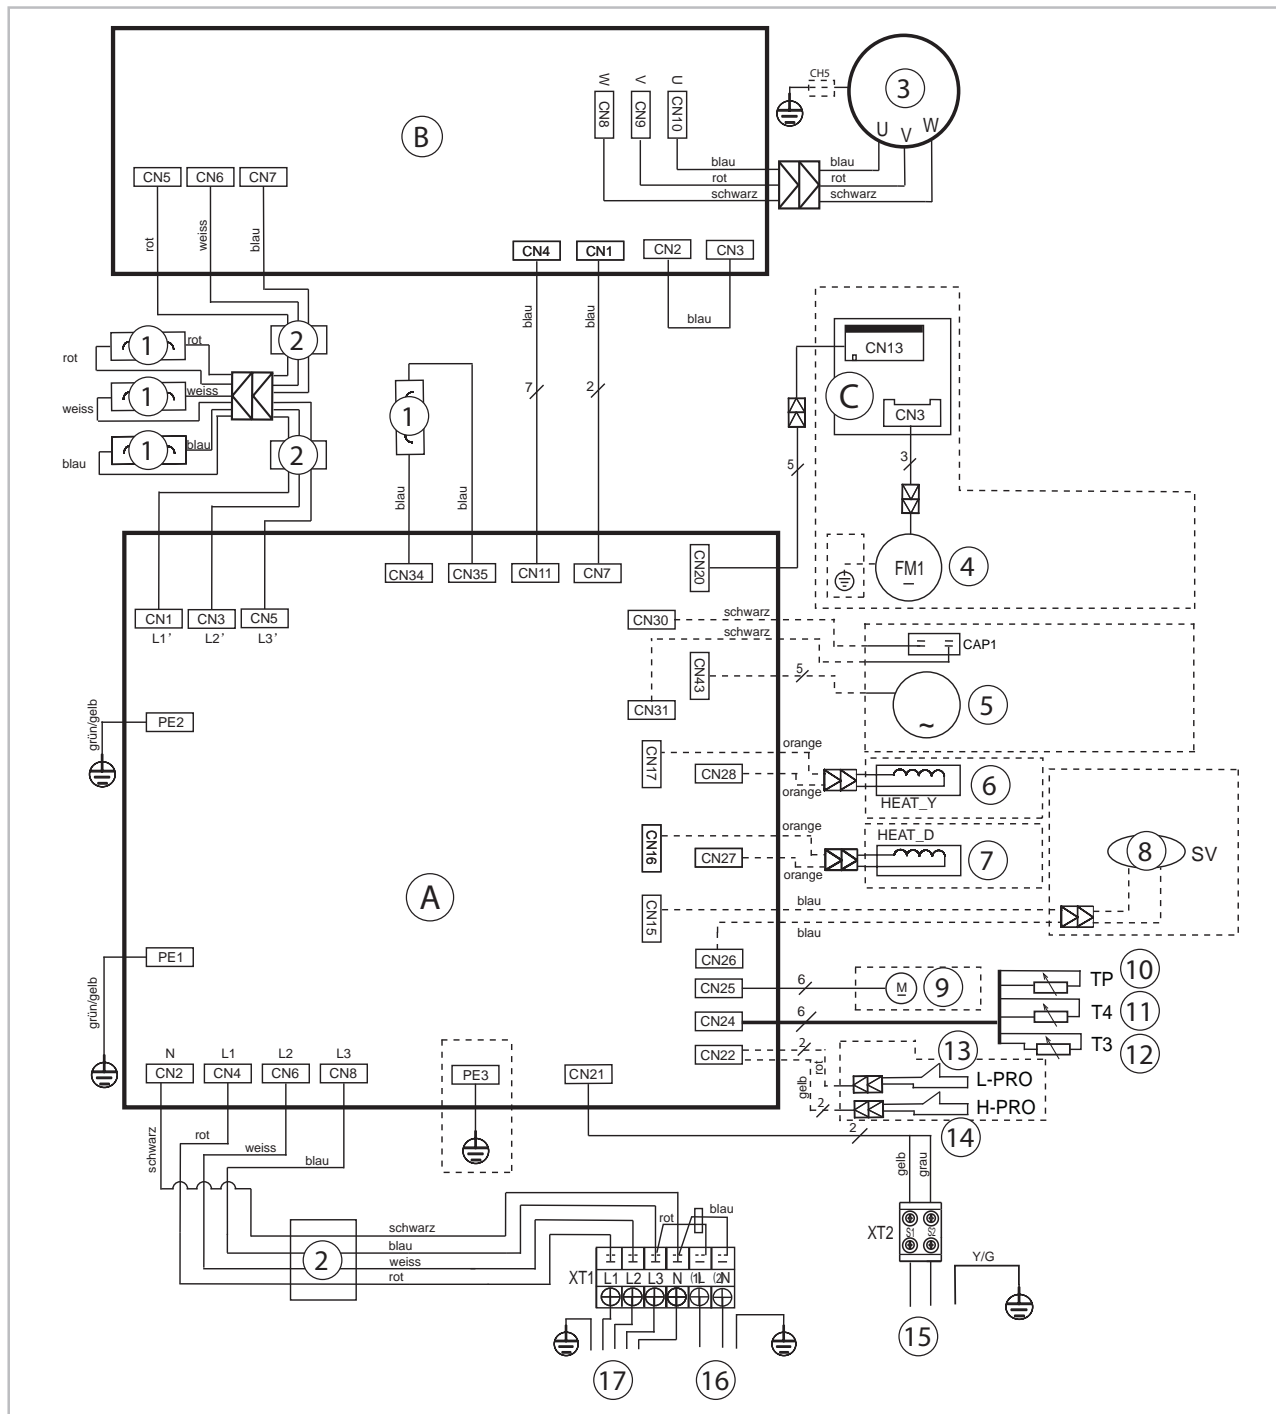 CH5
3
W V U
CN8 CN9 CN10
U V W
B
blau
rot
schwarz
blau
rot
schwarz
CN5 CN6 CN7
rot weiss blau
CN4 CN1 CN2 CN3
blau
blau
blau
7
2
2
1
rot
rot
1
weiss
weiss
1
blau
blau
2
1
blau
blau
CN13
C
CN3
5
3
FM1
4
CN34 CN35 CN11 CN7
CN20
CN1 CN3 CN5
L1’ L2’ L3’
CN30
schwarz
schwarz
CAP1
CN43
5
CN31
5
~
PE2
grün/gelb
CN17
CN28
orange
orange
HEAT_Y
6
CN16
CN27
orange
orange
HEAT_D
7
8
SV
A
CN15
blau
blau
CN26
PE1
grün/gelb
CN25
6
M
9
CN24
6
TP
10
T4
11
T3
12
CN22
2
rot
gelb
2
13
L-PRO
H-PRO
14
N L1 L2 L3
CN2 CN4 CN6 CN8
PE3
CN21
2
schwarz
rot
weiss
blau
gelb
grau
XT2
Y/G
2
schwarz
blau
weiss
rot
rot
blau
XT1
L1 L2 L3 N (1)L (2)N
17
16
15